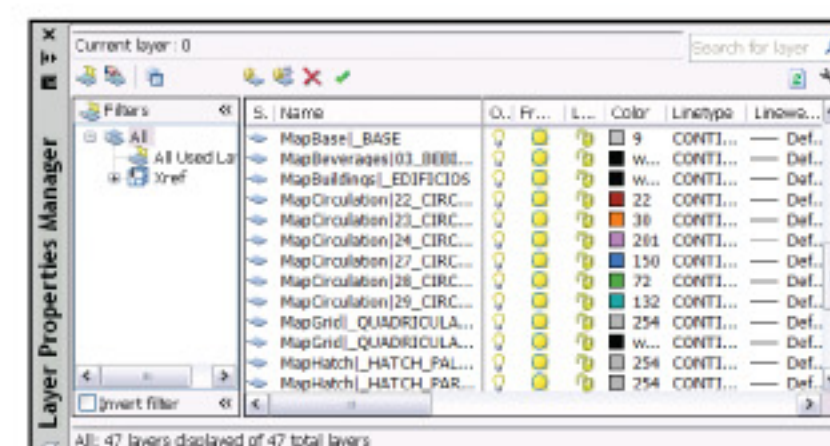 Current layer: 0
Search for layer
Layer Properties Manager
Filters
All
All Used La
Xref
Invert filter
S. Name O.. Fr... L... Color Linetype Linewe...
MapBase|_BASE 9 CONTI... Def..
MapBeverages|03_BEBI... w... CONTI... Def..
MapBuildings|_EDIFICIOS w... CONTI... Def..
MapCirculation|22_CIRC... 22 CONTI... Def..
MapCirculation|23_CIRC... 30 CONTI... Def..
MapCirculation|24_CIRC... 201 CONTI... Def..
MapCirculation|27_CIRC... 150 CONTI... Def..
MapCirculation|28_CIRC... 72 CONTI... Def..
MapCirculation|29_CIRC... 132 CONTI... Def..
MapGrid|_QUADRICULA... 254 CONTI... Def..
MapGrid|_QUADRICULA... w... CONTI... Def..
MapHatch|_HATCH_PAL... 254 CONTI... Def..
MapHatch|_HATCH_PAR... 254 CONTI... Def..
All: 47 layers displayed of 47 total layers